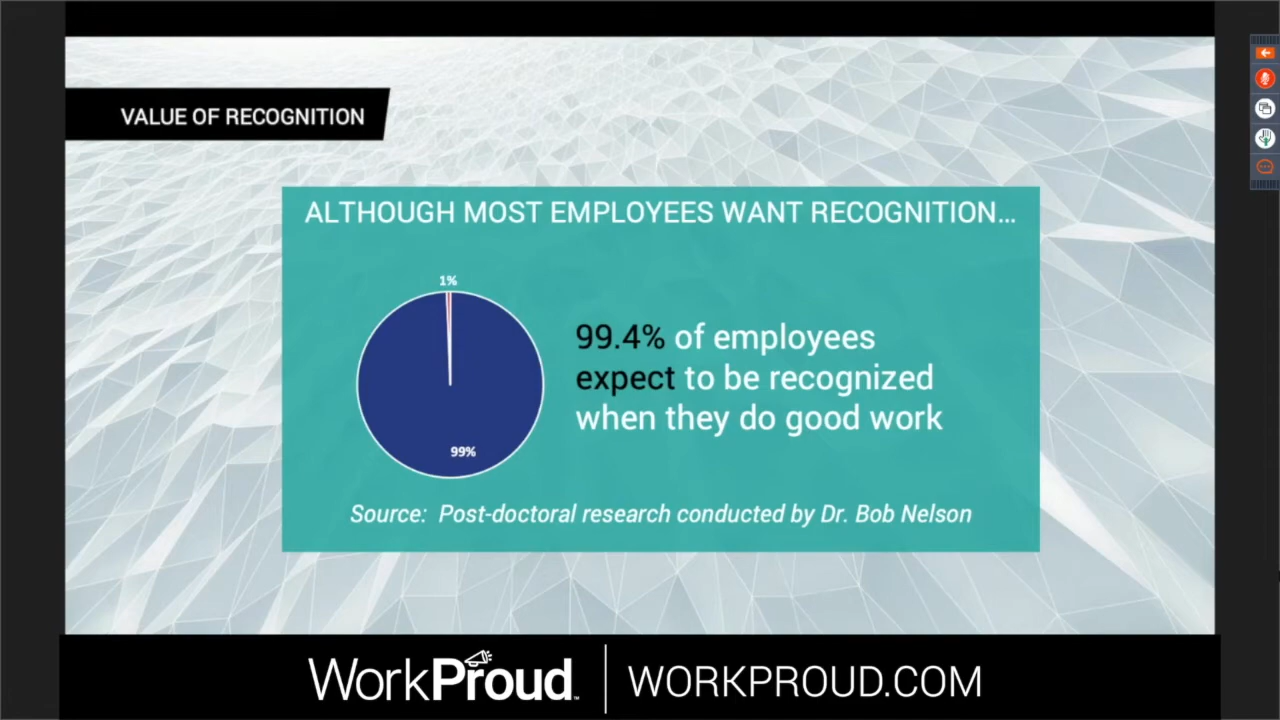 VALUE OF RECOGNITION
ALTHOUGH MOST EMPLOYEES WANT RECOGNITION...
1%
99%
99.4% of employees
expect to be recognized
when they do good work
Source: Post-doctoral research conducted by Dr. Bob Nelson
WorkProud™
WORKPROUD.COM